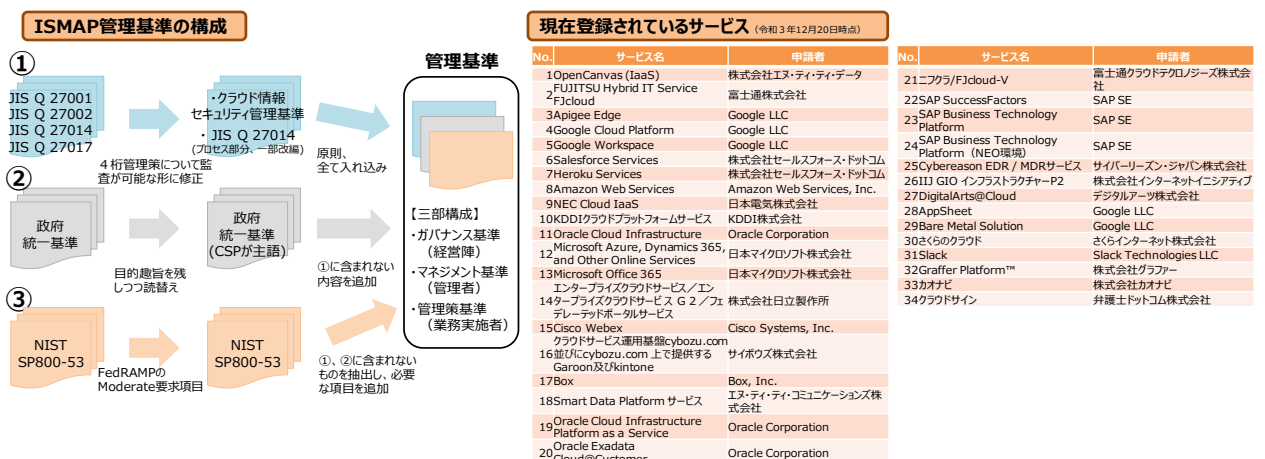 ISMAP管理基準の構成
①
JIS Q 27001
JIS Q 27002
JIS Q 27014
JIS Q 27017
４桁管理策について監
査が可能な形に修正
・クラウド情報
セキュリティ管理基準
・ JIS Q 27014
(プロセス部分、一部改編)
原則、
全て入れ込み
②
政府
統一基準
目的趣旨を残
しつつ読替え
政府
統一基準
(CSPが主語)
①に含まれない
内容を追加
③
NIST
SP800-53
FedRAMPの
Moderate要求項目
NIST
SP800-53
①、②に含まれない
ものを抽出し、必要
な項目を追加
管理基準
【三部構成】
・ガバナンス基準
（経営陣）
・マネジメント基準
（管理者）
・管理策基準
（業務実施者）
現在登録されているサービス （令和３年12月20日時点）
No. サービス名 申請者
1 OpenCanvas (IaaS) 株式会社エヌ・ティ・ティ・データ
2 FUJITSU Hybrid IT Service
FJcloud 富士通株式会社
3 Apigee Edge Google LLC
4 Google Cloud Platform Google LLC
5 Google Workspace Google LLC
6 Salesforce Services 株式会社セールスフォース・ドットコム
7 Heroku Services 株式会社セールスフォース・ドットコム
8 Amazon Web Services Amazon Web Services, Inc.
9 NEC Cloud IaaS 日本電気株式会社
10 KDDIクラウドプラットフォームサービス KDDI株式会社
11 Oracle Cloud Infrastructure Oracle Corporation
12 Microsoft Azure, Dynamics 365,
and Other Online Services 日本マイクロソフト株式会社
13 Microsoft Office 365 日本マイクロソフト株式会社
エンタープライズクラウドサービス／エン
14 タープライズクラウドサービス Ｇ２／フェ 株式会社日立製作所
デレーテッドポータルサービス
15 Cisco Webex Cisco Systems, Inc.
クラウドサービス運用基盤cybozu.com
16 並びにcybozu.com 上で提供する サイボウズ株式会社
Garoon及びkintone
17 Box Box, Inc.
18 Smart Data Platform サービス エヌ・ティ・ティ・コミュニケーションズ株
式会社
19 Oracle Cloud Infrastructure
Platform as a Service Oracle Corporation
20 Oracle Exadata
Cloud@Customer Oracle Corporation
No. サービス名 申請者
21 ニフクラ/FJcloud-V 富士通クラウドテクノロジーズ株式会
社
22 SAP SuccessFactors SAP SE
23 SAP Business Technology
Platform SAP SE
24 SAP Business Technology
Platform（NEO環境） SAP SE
25 Cybereason EDR / MDRサービス サイバーリーズン・ジャパン株式会社
26 IIJ GIO インフラストラクチャーP2 株式会社インターネットイニシアティブ
27 DigitalArts@Cloud デジタルアーツ株式会社
28 AppSheet Google LLC
29 Bare Metal Solution Google LLC
30 さくらのクラウド さくらインターネット株式会社
31 Slack Slack Technologies LLC
32 Graffer Platform™ 株式会社グラファー
33 カオナビ 株式会社カオナビ
34 クラウドサイン 弁護士ドットコム株式会社